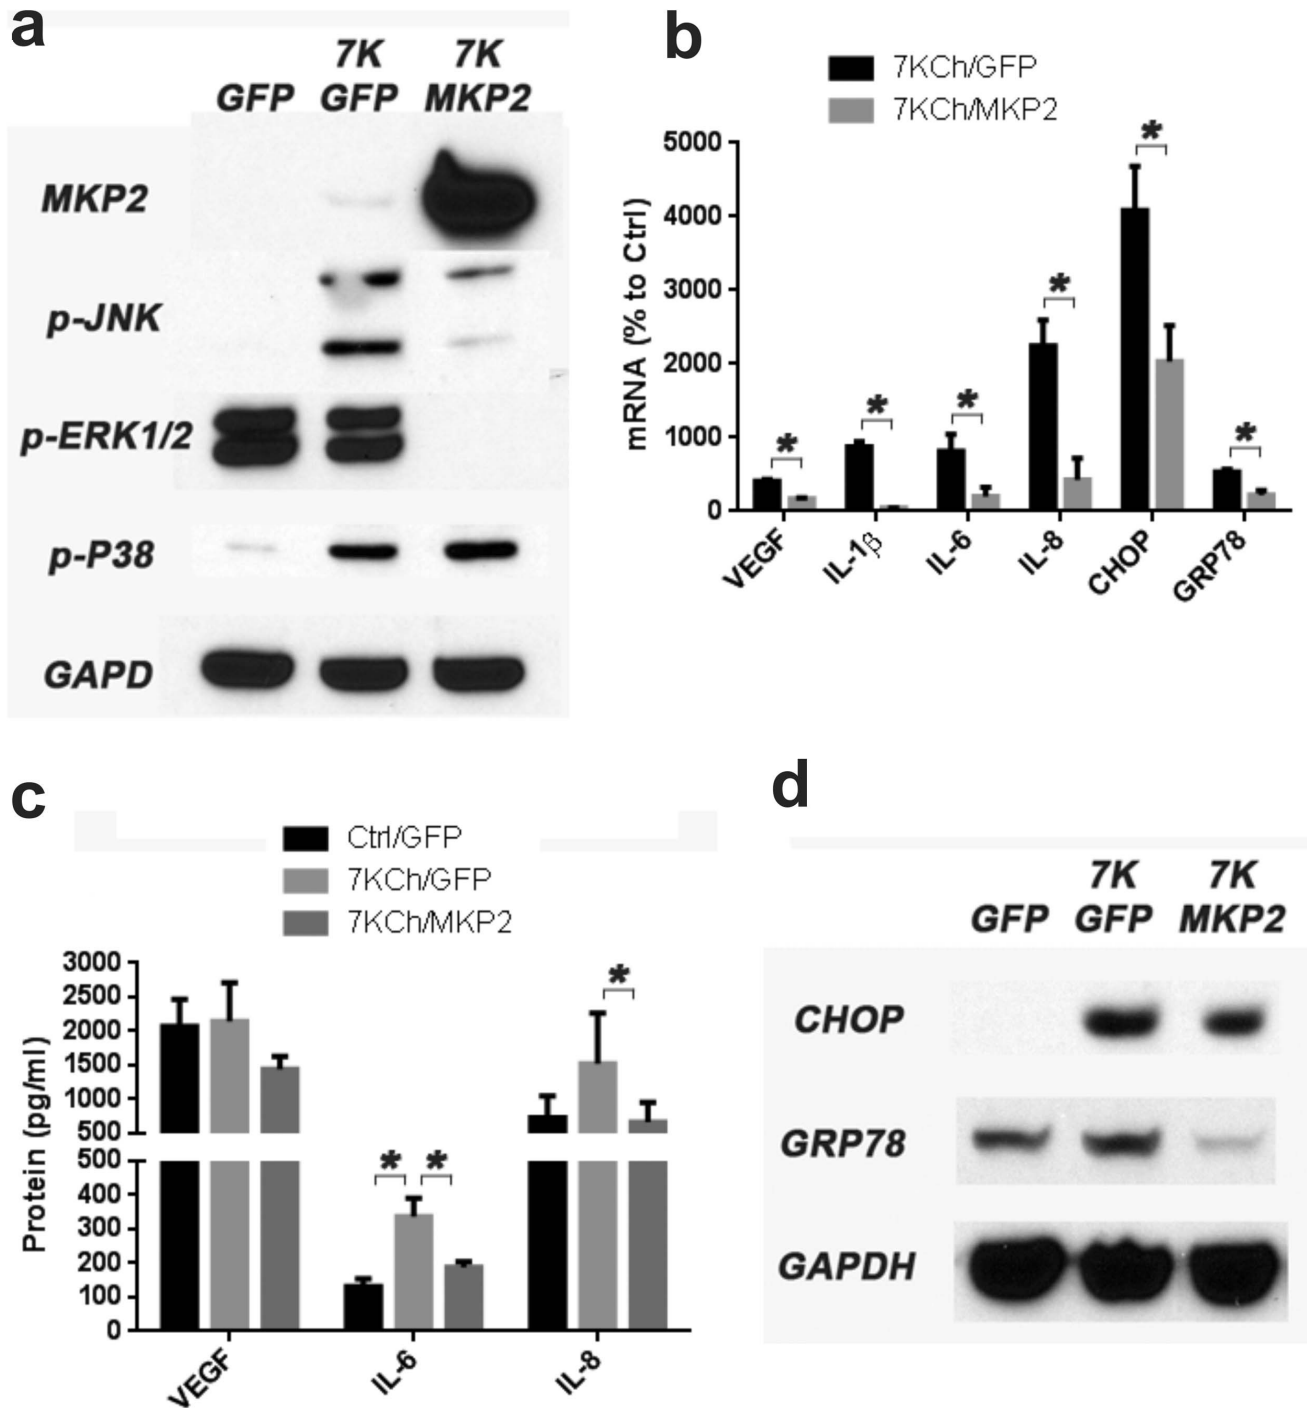 a
7K 7K
GFP GFP MKP2
MKP2
p-JNK
p-ERK1/2
p-P38
GAPD
b
7KCh/GFP
7KCh/MKP2
mRNA (% to Ctrl)
5000
4000
3000
2000
1000
0
* * * * * *
VEGF IL-1β IL-6 IL-8 CHOP GRP78
c
Ctrl/GFP
7KCh/GFP
7KCh/MKP2
Protein (pg/ml)
3000
2500
2000
1500
1000
500
500
400
300
200
100
0
* * *
VEGF IL-6 IL-8
d
7K 7K
GFP GFP MKP2
CHOP
GRP78
GAPDH